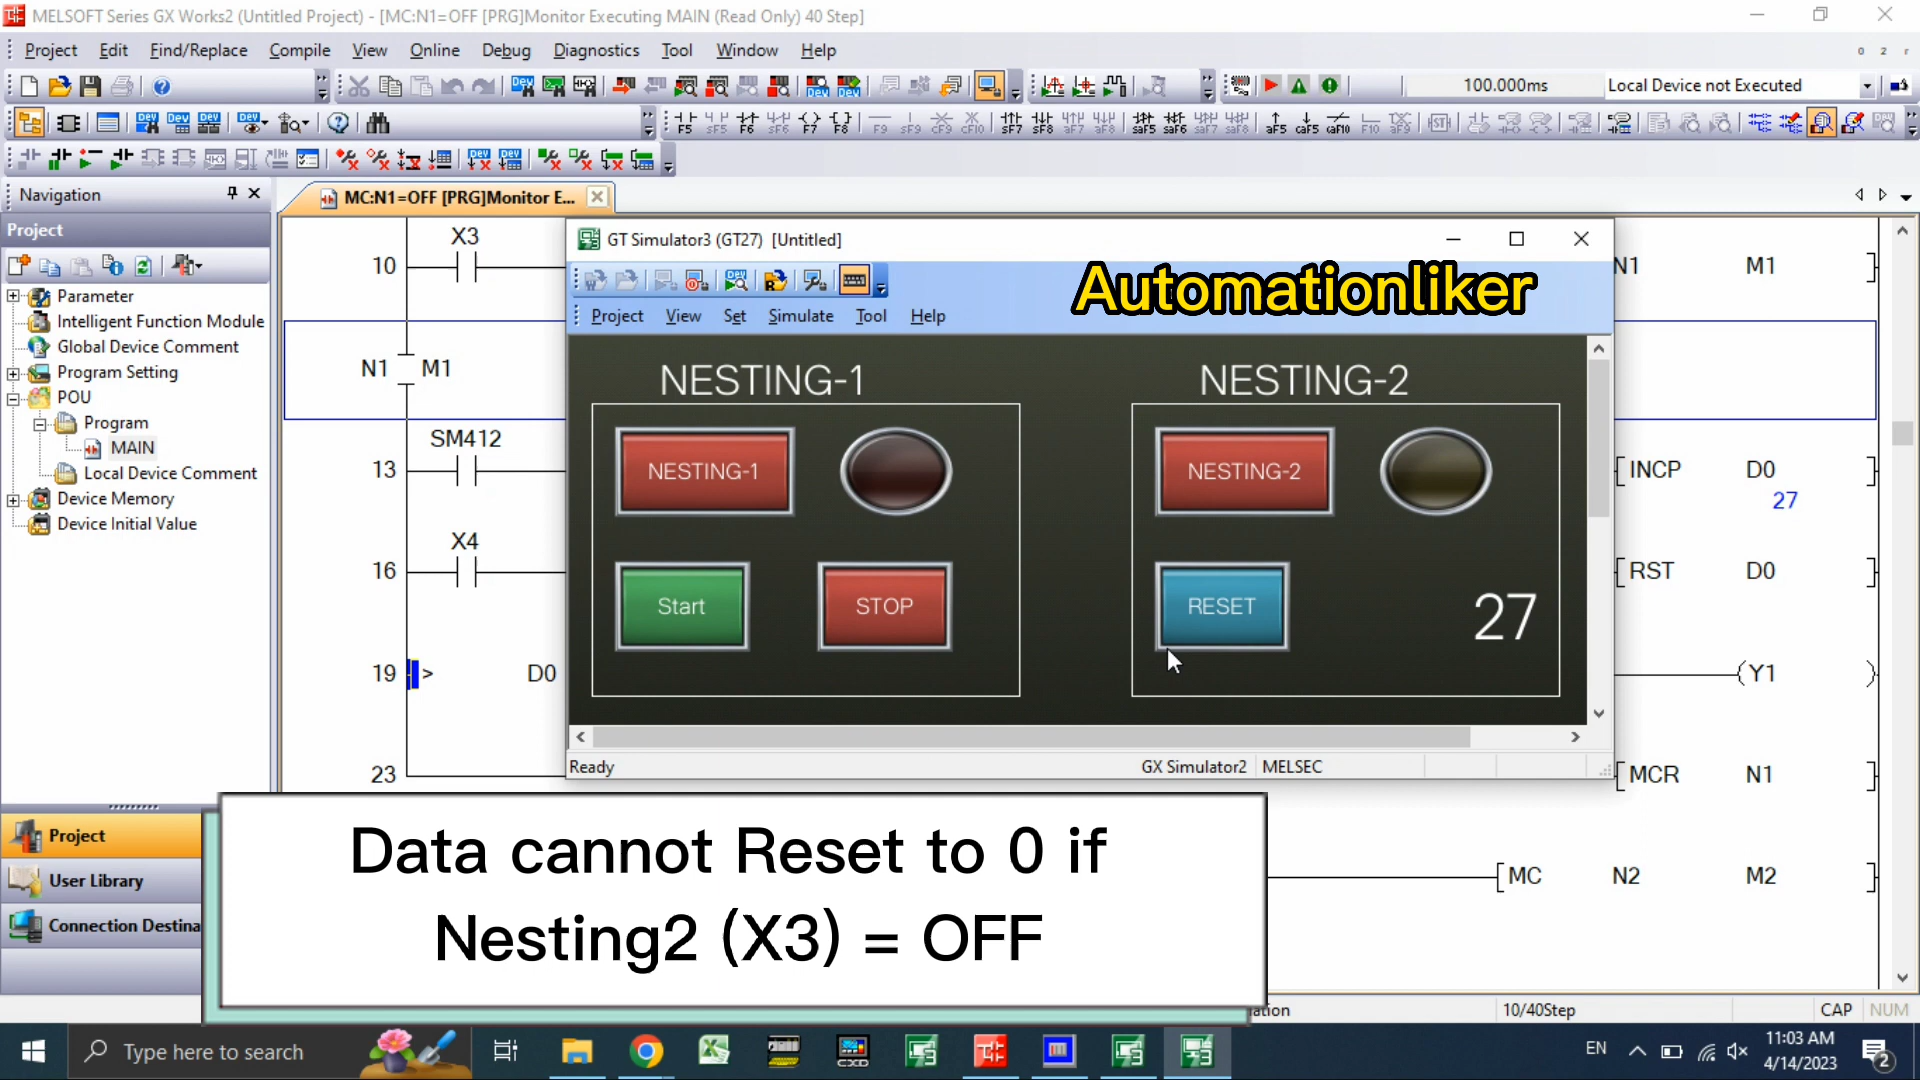 MELSOFT Series GX Works2 (Untitled Project) - [MC:N1=OFF [PRG]Monitor Executing MAIN (Read Only) 40 Step]
Project Edit Find/Replace Compile View Online Debug Diagnostics Tool Window Help
100.000ms Local Device not Executed
Navigation
MC:N1=OFF [PRG]Monitor E...
Project
Parameter
Intelligent Function Module
Global Device Comment
Program Setting
POU
Program
MAIN
Local Device Comment
Device Memory
Device Initial Value
Project
User Library
Connection Destina
X3
10
N1 M1
N1 M1
SM412
13
INCP D0
27
X4
16
RST D0
19 > D0
Y1
23
MCR N1
MC N2 M2
GT Simulator3 (GT27) [Untitled]
Automationliker
Project View Set Simulate Tool Help
NESTING-1
NESTING-1
Start
STOP
NESTING-2
NESTING-2
RESET
27
Ready
GX Simulator2 MELSEC
Data cannot Reset to 0 if
Nesting2 (X3) = OFF
10/40Step
CAP NUM
Type here to search
EN
11:03 AM
4/14/2023
2